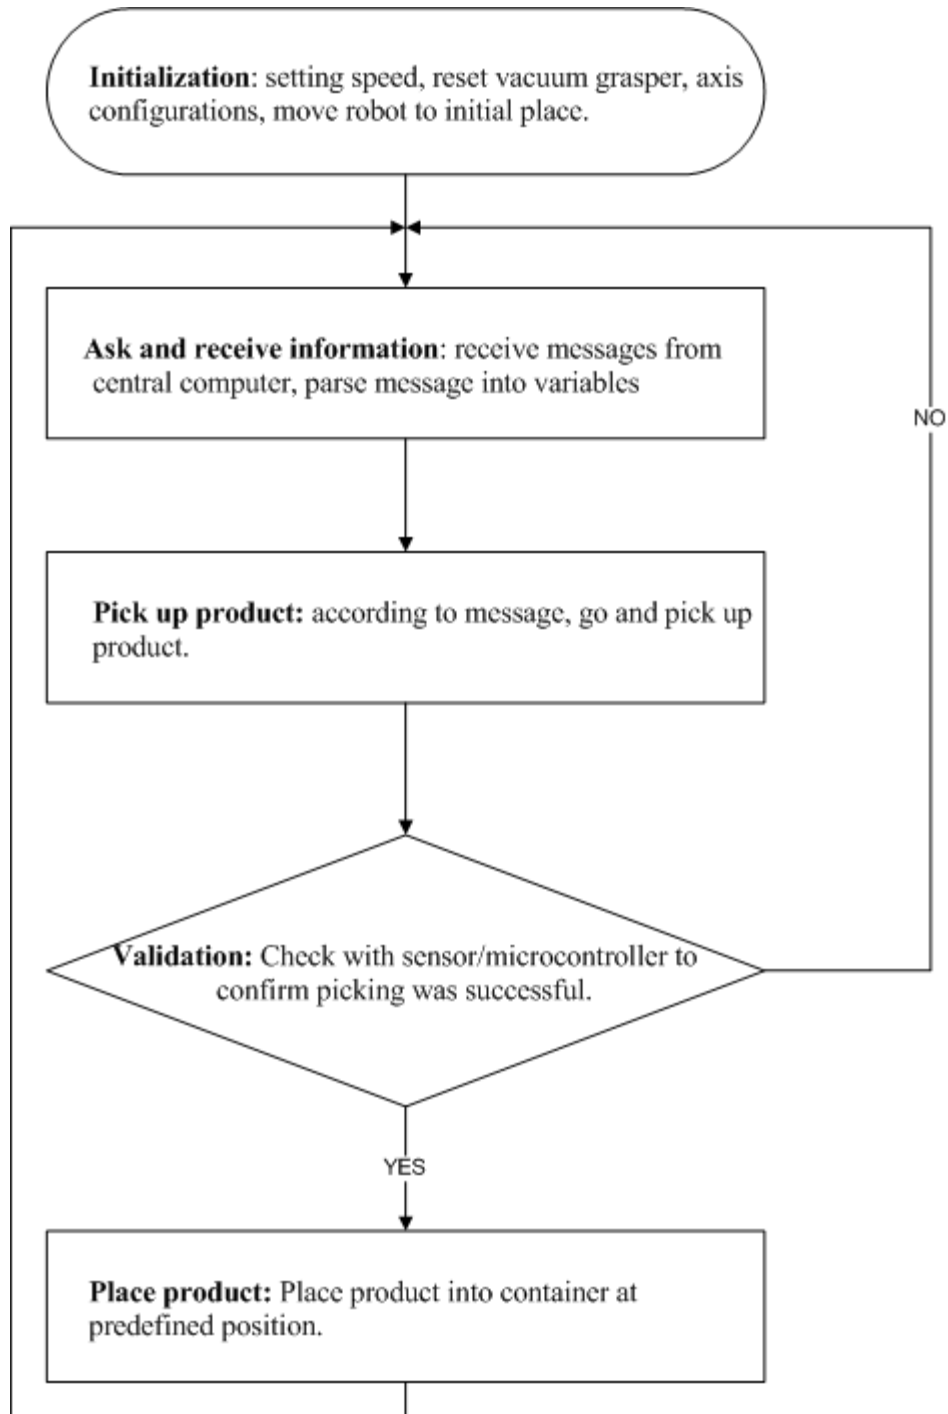 Initialization: setting speed, reset vacuum grasper, axis
configurations, move robot to initial place.
Ask and receive information: receive messages from
central computer, parse message into variables
NO
Pick up product: according to message, go and pick up
product.
Validation: Check with sensor/microcontroller to
confirm picking was successful.
YES
Place product: Place product into container at
predefined position.